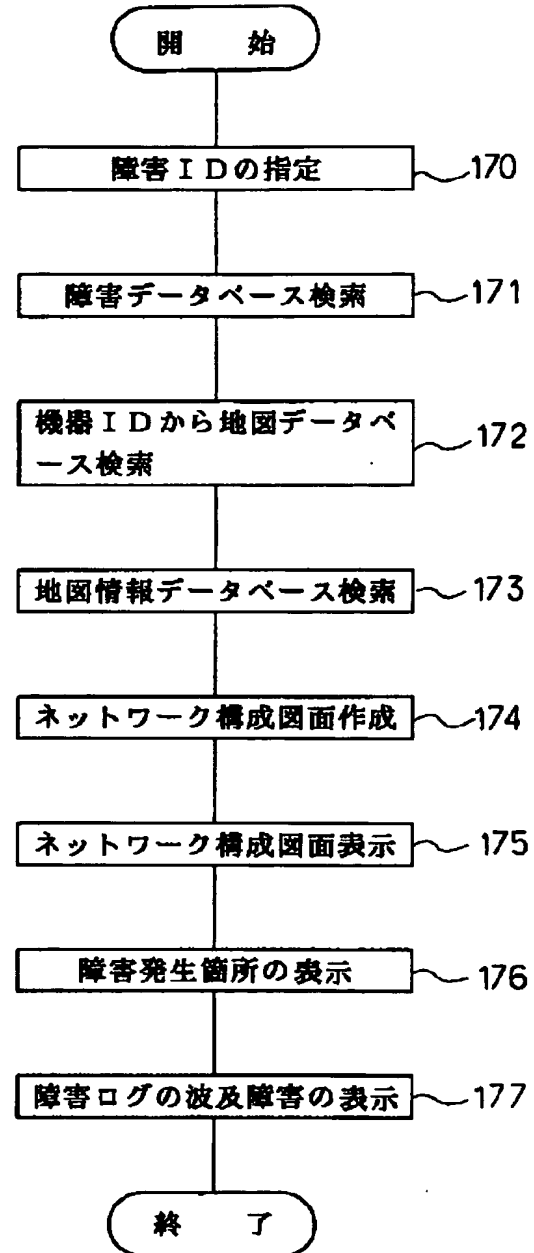 開 始
障害ＩＤの指定 170
障害データベース検索 171
機器ＩＤから地図データベ 172
ース検索
地図情報データベース検索 173
ネットワーク構成図面作成 174
ネットワーク構成図面表示 175
障害発生箇所の表示 176
障害ログの波及障害の表示 177
終 了